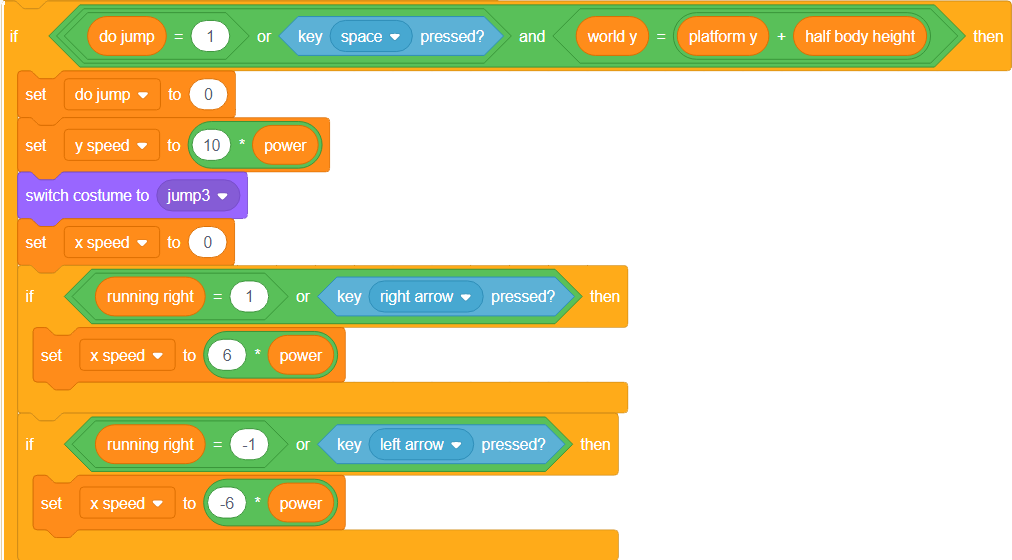 if do jump = 1 or key space pressed? and world y = platform y + half body height then
set do jump to 0
set y speed to 10 * power
switch costume to jump3
set x speed to 0
if running right = 1 or key right arrow pressed? then
set x speed to 6 * power
if running right = -1 or key left arrow pressed? then
set x speed to -6 * power